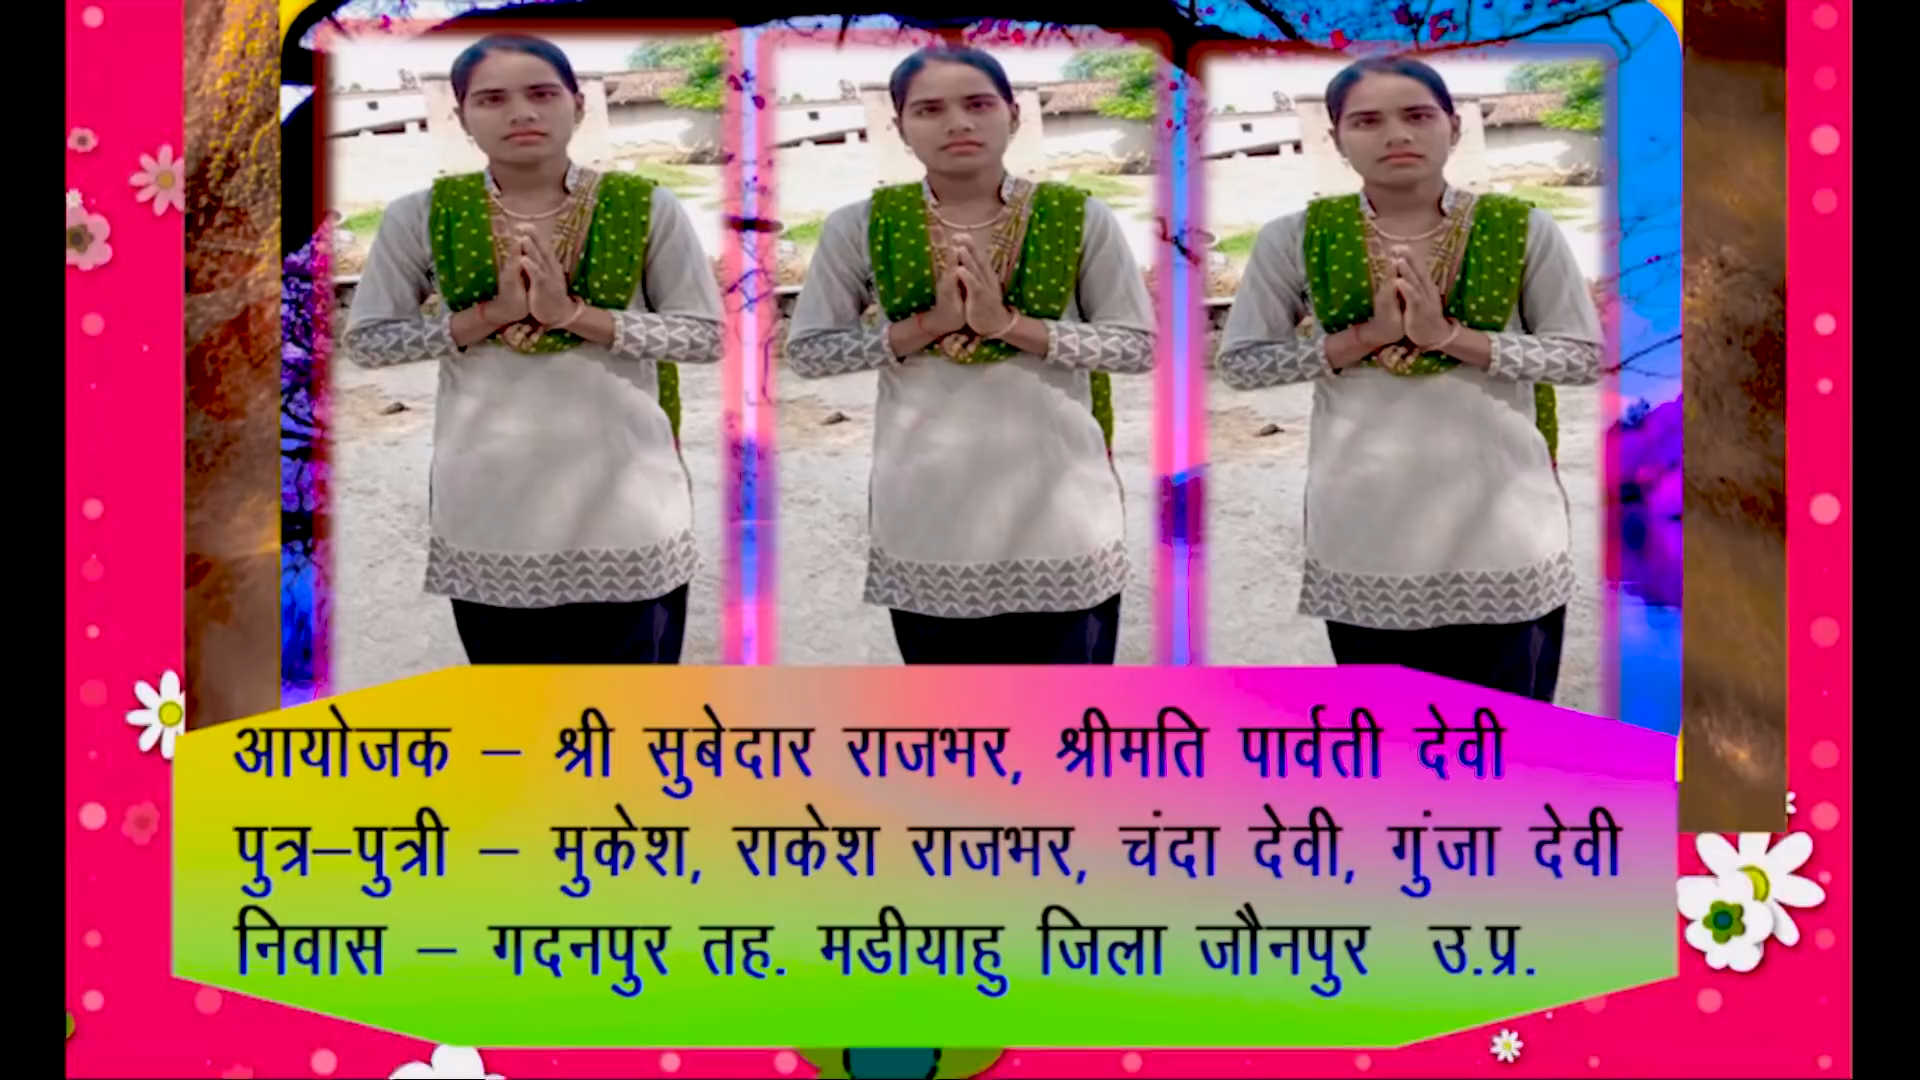 आयोजक – श्री सुबेदार राजभर, श्रीमति पार्वती देवी
पुत्र–पुत्री – मुकेश, राकेश राजभर, चंदा देवी, गुंजा देवी
निवास – गदनपुर तह. मडीयाहु जिला जौनपुर उ.प्र.